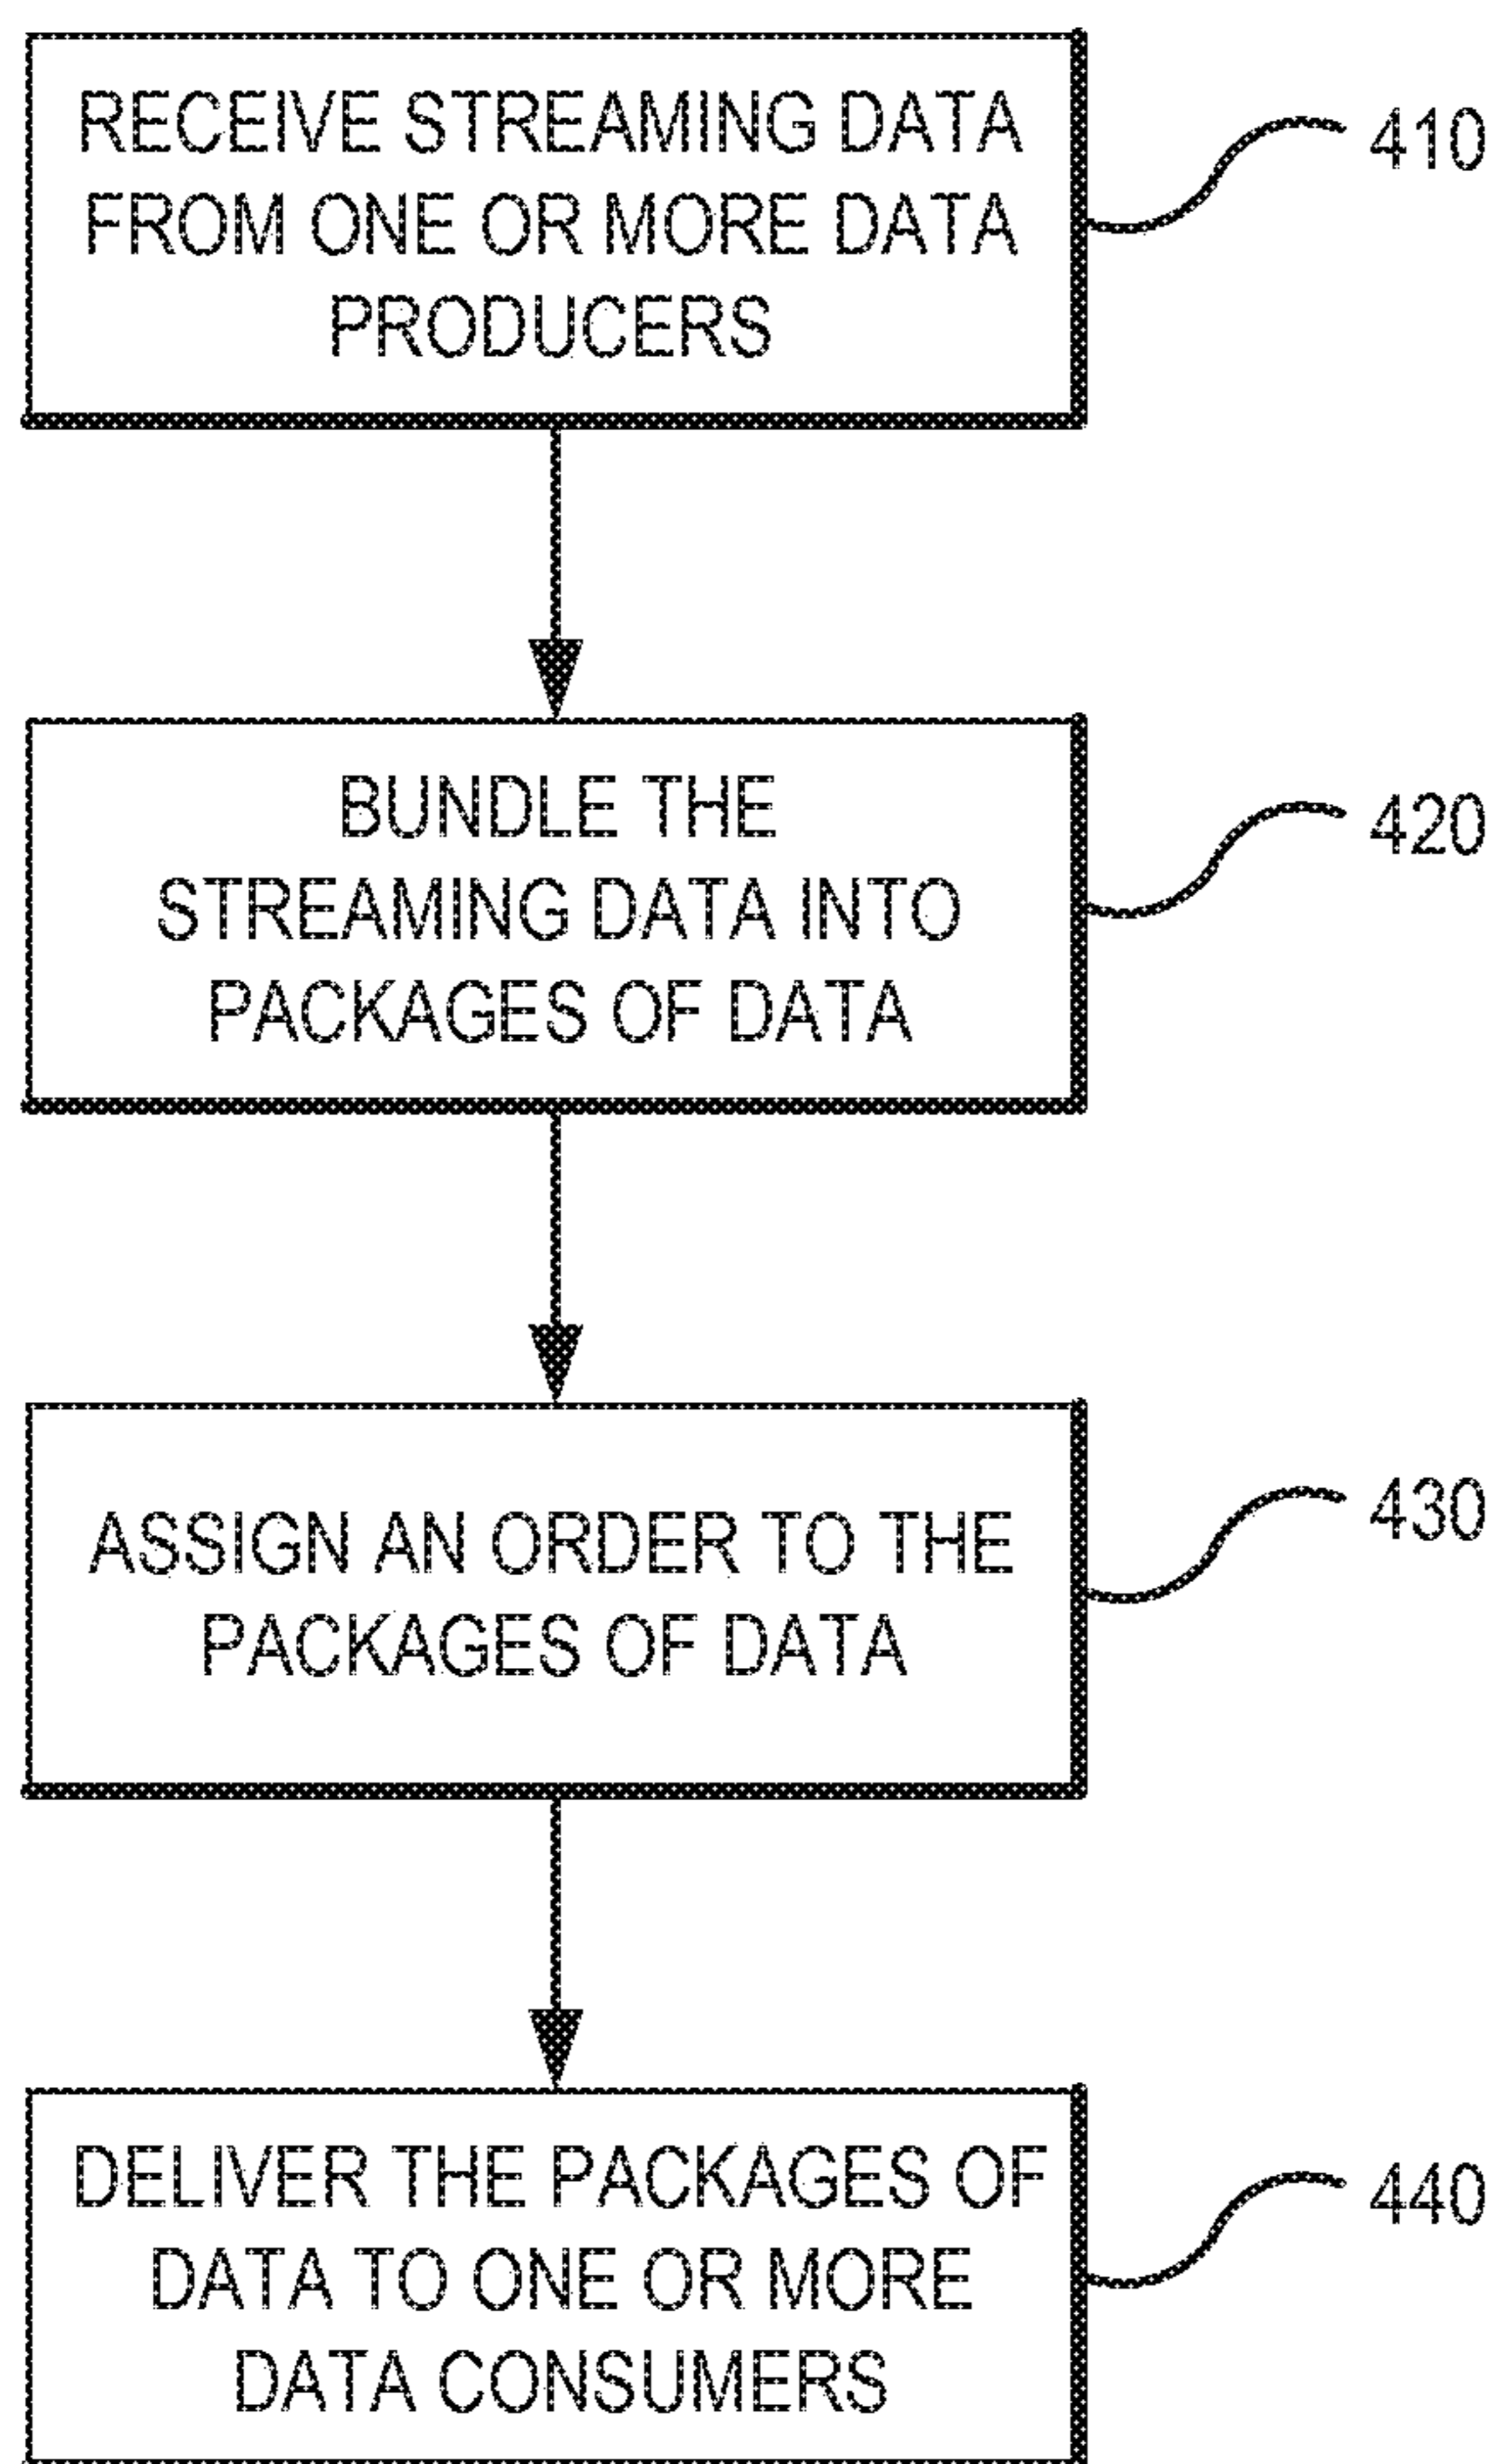 RECEIVE STREAMING DATA
FROM ONE OR MORE DATA
PRODUCERS
410
BUNDLE THE
STREAMING DATA INTO
PACKAGES OF DATA
420
ASSIGN AN ORDER TO THE
PACKAGES OF DATA
430
DELIVER THE PACKAGES OF
DATA TO ONE OR MORE
DATA CONSUMERS
440